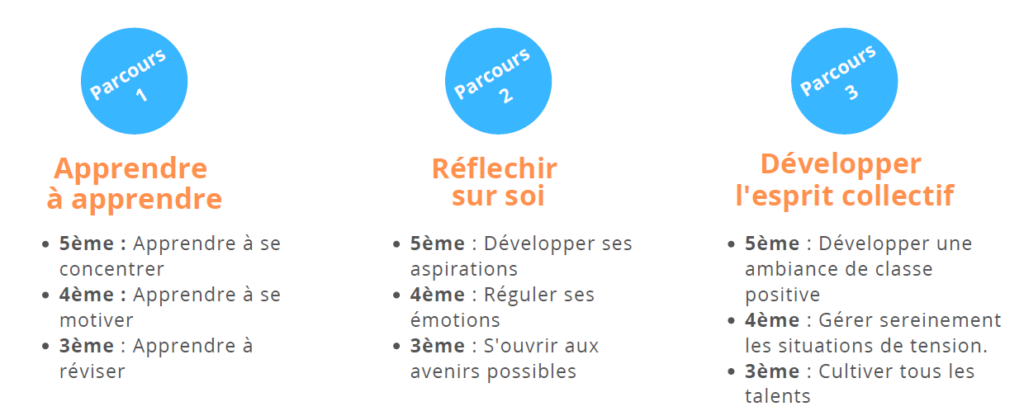 Parcours
1
Apprendre
à apprendre
• 5ème : Apprendre à se
concentrer
• 4ème : Apprendre à se
motiver
• 3ème : Apprendre à
réviser
Parcours
2
Réflechir
sur soi
• 5ème : Développer ses
aspirations
• 4ème : Réguler ses
émotions
• 3ème : S'ouvrir aux
avenirs possibles
Parcours
3
Développer
l'esprit collectif
• 5ème : Développer une
ambiance de classe
positive
• 4ème : Gérer sereinement
les situations de tension.
• 3ème : Cultiver tous les
talents